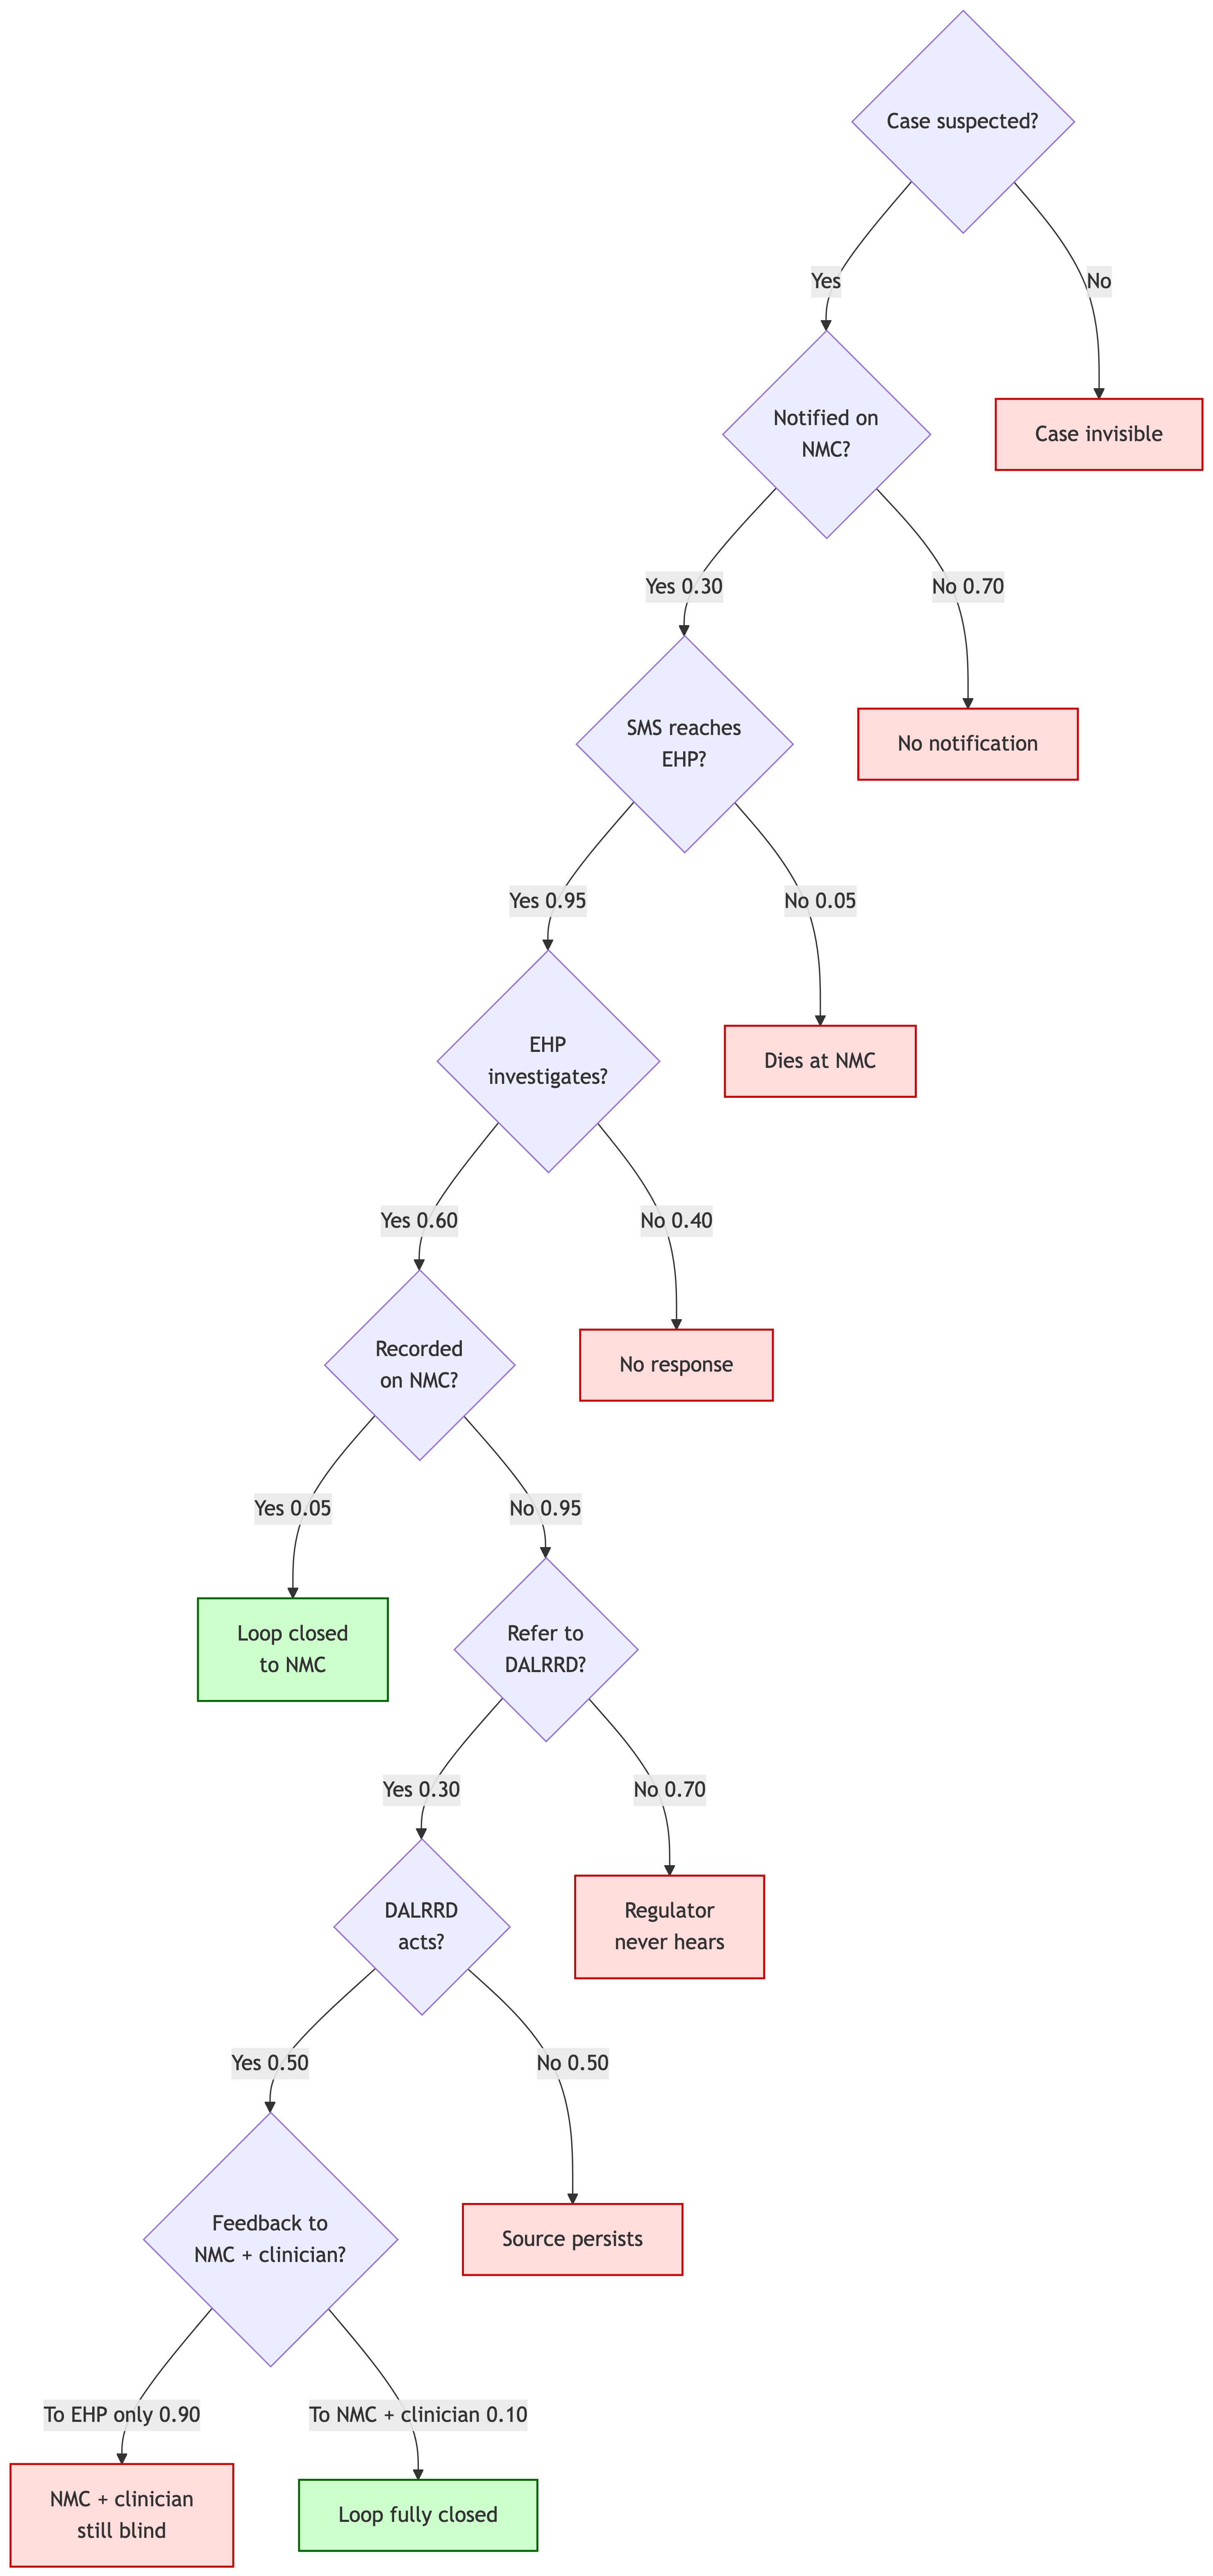 Case suspected?
Yes
No
Notified on
NMC?
Case invisible
Yes 0.30
No 0.70
SMS reaches
EHP?
No notification
Yes 0.95
No 0.05
EHP
investigates?
Dies at NMC
Yes 0.60
No 0.40
Recorded
on NMC?
No response
Yes 0.05
No 0.95
Loop closed
to NMC
Refer to
DALRRD?
Yes 0.30
No 0.70
DALRRD
acts?
Regulator
never hears
Yes 0.50
No 0.50
Feedback to
NMC + clinician?
Source persists
To EHP only 0.90
To NMC + clinician 0.10
NMC + clinician
still blind
Loop fully closed